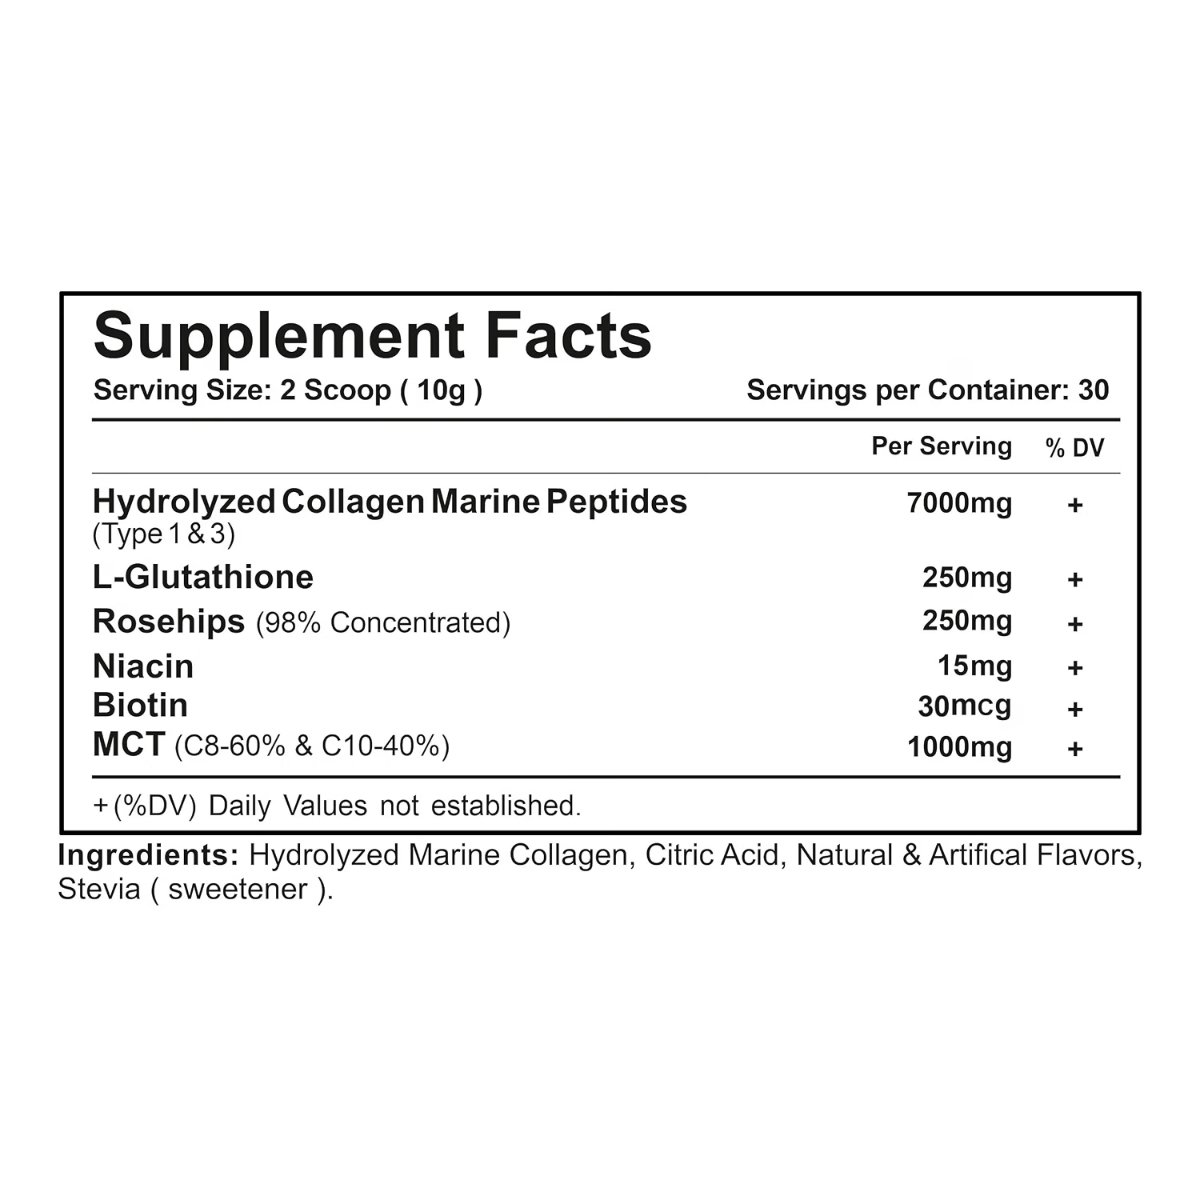 Supplement Facts
Serving Size: 2 Scoop ( 10g ) Servings per Container: 30
Per Serving % DV
Hydrolyzed Collagen Marine Peptides 7000mg +
(Type 1 & 3)
L-Glutathione 250mg +
Rosehips (98% Concentrated) 250mg +
Niacin 15mg +
Biotin 30mcg +
MCT (C8-60% & C10-40%) 1000mg +
+ (%DV) Daily Values not established.
Ingredients: Hydrolyzed Marine Collagen, Citric Acid, Natural & Artifical Flavors,
Stevia ( sweetener ).